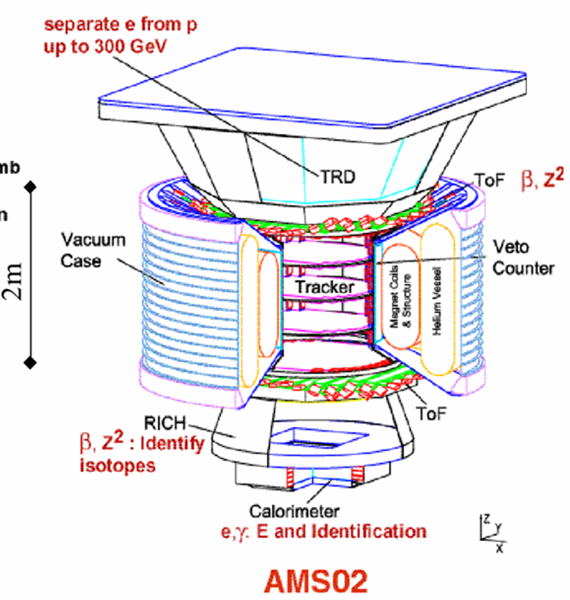 separate e from p
up to 300 GeV
mb
n
TRD
ToF β, Z²
Vacuum
Case
Veto
Counter
2m
Tracker
Magnet Coils
& Structure
Helium Vessel
ToF
RICH
β, Z² : Identify
isotopes
Calorimeter
e,γ: E and Identification
Z
Y
X
AMS02